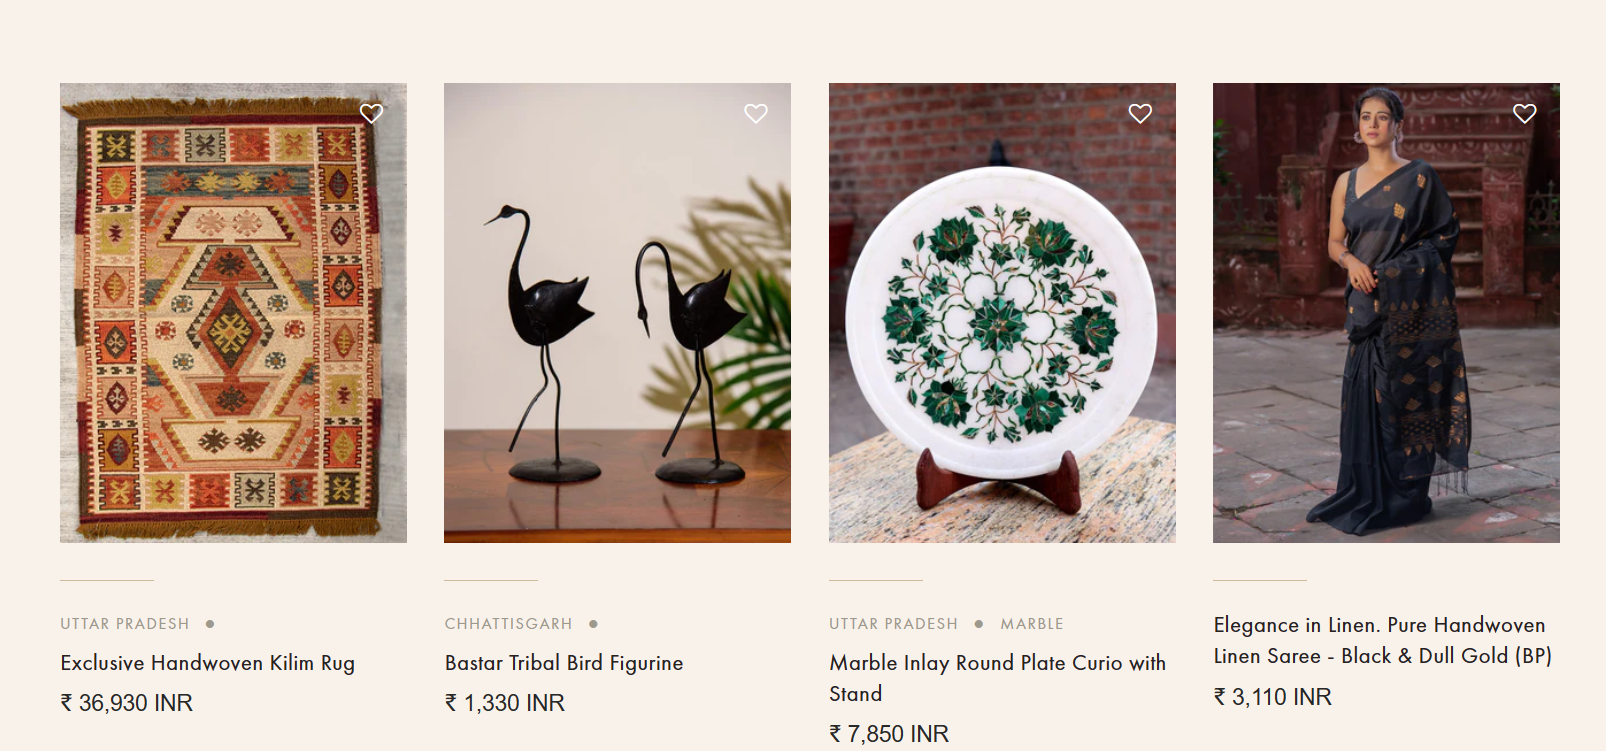 UTTAR PRADESH ●
Exclusive Handwoven Kilim Rug
₹ 36,930 INR
CHHATTISGARH ●
Bastar Tribal Bird Figurine
₹ 1,330 INR
UTTAR PRADESH ● MARBLE
Marble Inlay Round Plate Curio with
Stand
₹ 7,850 INR
Elegance in Linen. Pure Handwoven
Linen Saree - Black & Dull Gold (BP)
₹ 3,110 INR